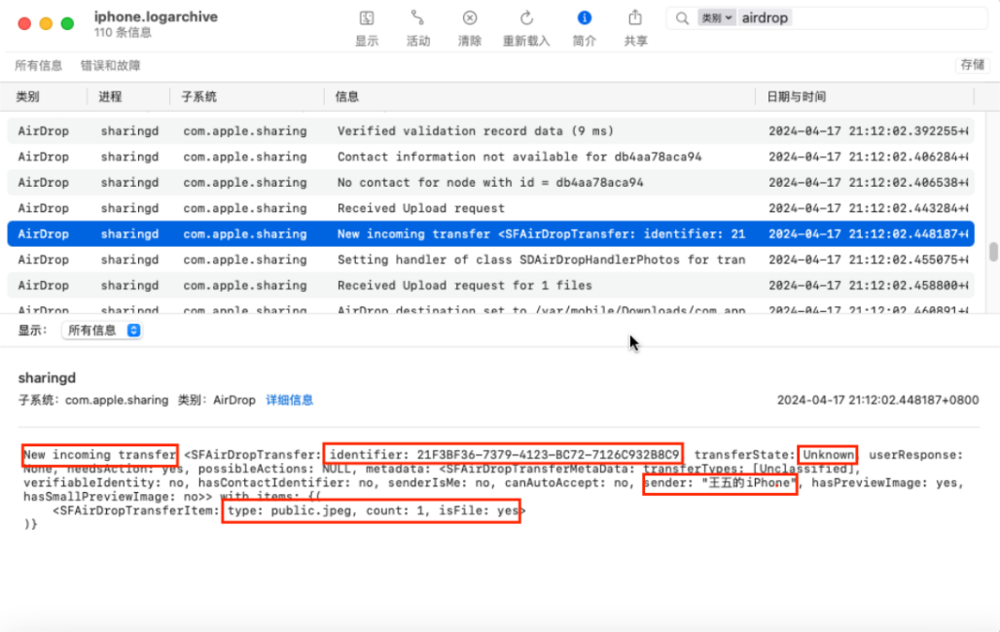 iphone.logarchive
110 条信息
显示 活动 清除 重新载入 简介 共享
类别 airdrop
所有信息 错误和故障 存储
类别 进程 子系统 信息 日期与时间
AirDrop sharingd com.apple.sharing Verified validation record data (9 ms) 2024-04-17 21:12:02.392255+
AirDrop sharingd com.apple.sharing Contact information not available for db4aa78aca94 2024-04-17 21:12:02.406284+
AirDrop sharingd com.apple.sharing No contact for node with id = db4aa78aca94 2024-04-17 21:12:02.406538+
AirDrop sharingd com.apple.sharing Received Upload request 2024-04-17 21:12:02.443284+
AirDrop sharingd com.apple.sharing New incoming transfer <SFAirDropTransfer: identifier: 21 2024-04-17 21:12:02.448187+
AirDrop sharingd com.apple.sharing Setting handler of class SDAirDropHandlerPhotos for tran 2024-04-17 21:12:02.455075+
AirDrop sharingd com.apple.sharing Received Upload request for 1 files 2024-04-17 21:12:02.458800+
AirDrop sharingd com.apple.sharing AirDrop destination set to /var/mobile/Downloads/com.app 2024-04-17 21:12:02.460891+
显示： 所有信息
sharingd
子系统：com.apple.sharing 类别：AirDrop 详细信息 2024-04-17 21:12:02.448187+0800
New incoming transfer <SFAirDropTransfer: identifier: 21F3BF36-7379-4123-BC72-7126C932B8C9, transferState: Unknown, userResponse:
None, needsAction: yes, possibleActions: NULL, metadata: <SFAirDropTransferMetaData: transferTypes: [Unclassified],
verifiableIdentity: no, hasContactIdentifier: no, senderIsMe: no, canAutoAccept: no, sender: "王五的iPhone", hasPreviewImage: yes,
hasSmallPreviewImage: no>> with items: {(
<SFAirDropTransferItem: type: public.jpeg, count: 1, isFile: yes>
)}